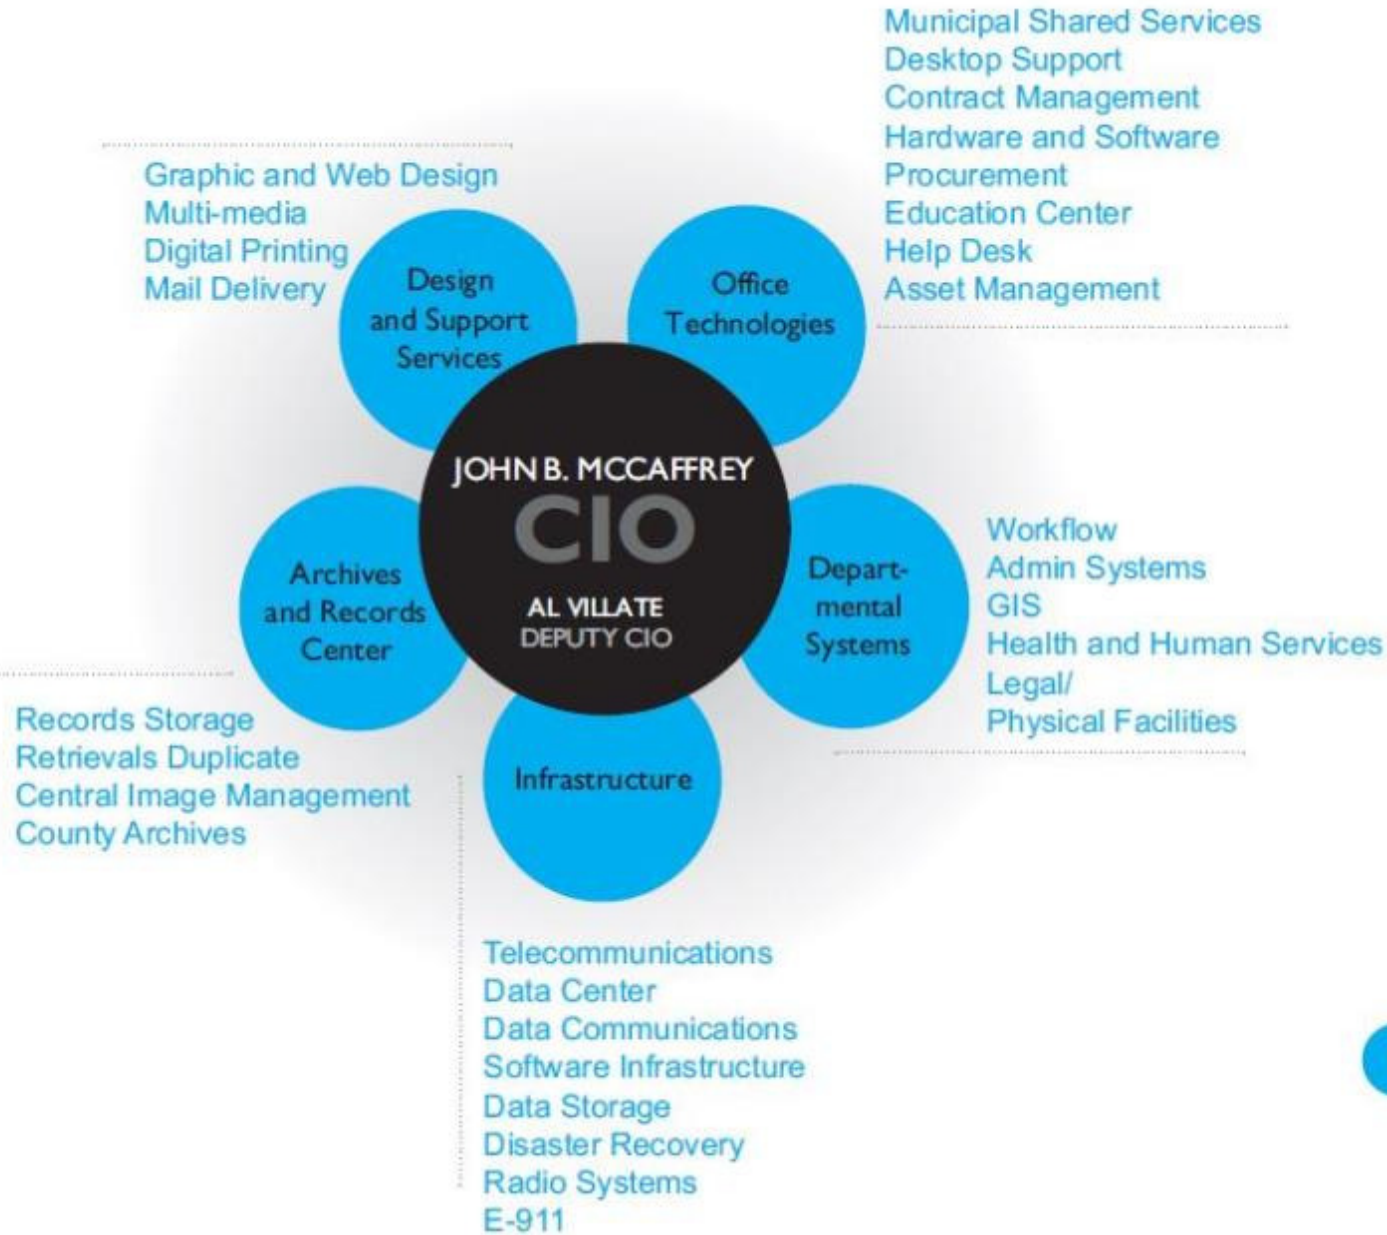 Municipal Shared Services
Desktop Support
Contract Management
Hardware and Software
Procurement
Education Center
Help Desk
Asset Management
Graphic and Web Design
Multi-media
Digital Printing
Mail Delivery
Design
and Support
Services
Office
Technologies
JOHN B. MCCAFFREY
CIO
AL VILLATE
DEPUTY CIO
Archives
and Records
Center
Depart-
mental
Systems
Workflow
Admin Systems
GIS
Health and Human Services
Legal/
Physical Facilities
Records Storage
Retrievals Duplicate
Central Image Management
County Archives
Infrastructure
Telecommunications
Data Center
Data Communications
Software Infrastructure
Data Storage
Disaster Recovery
Radio Systems
E-911